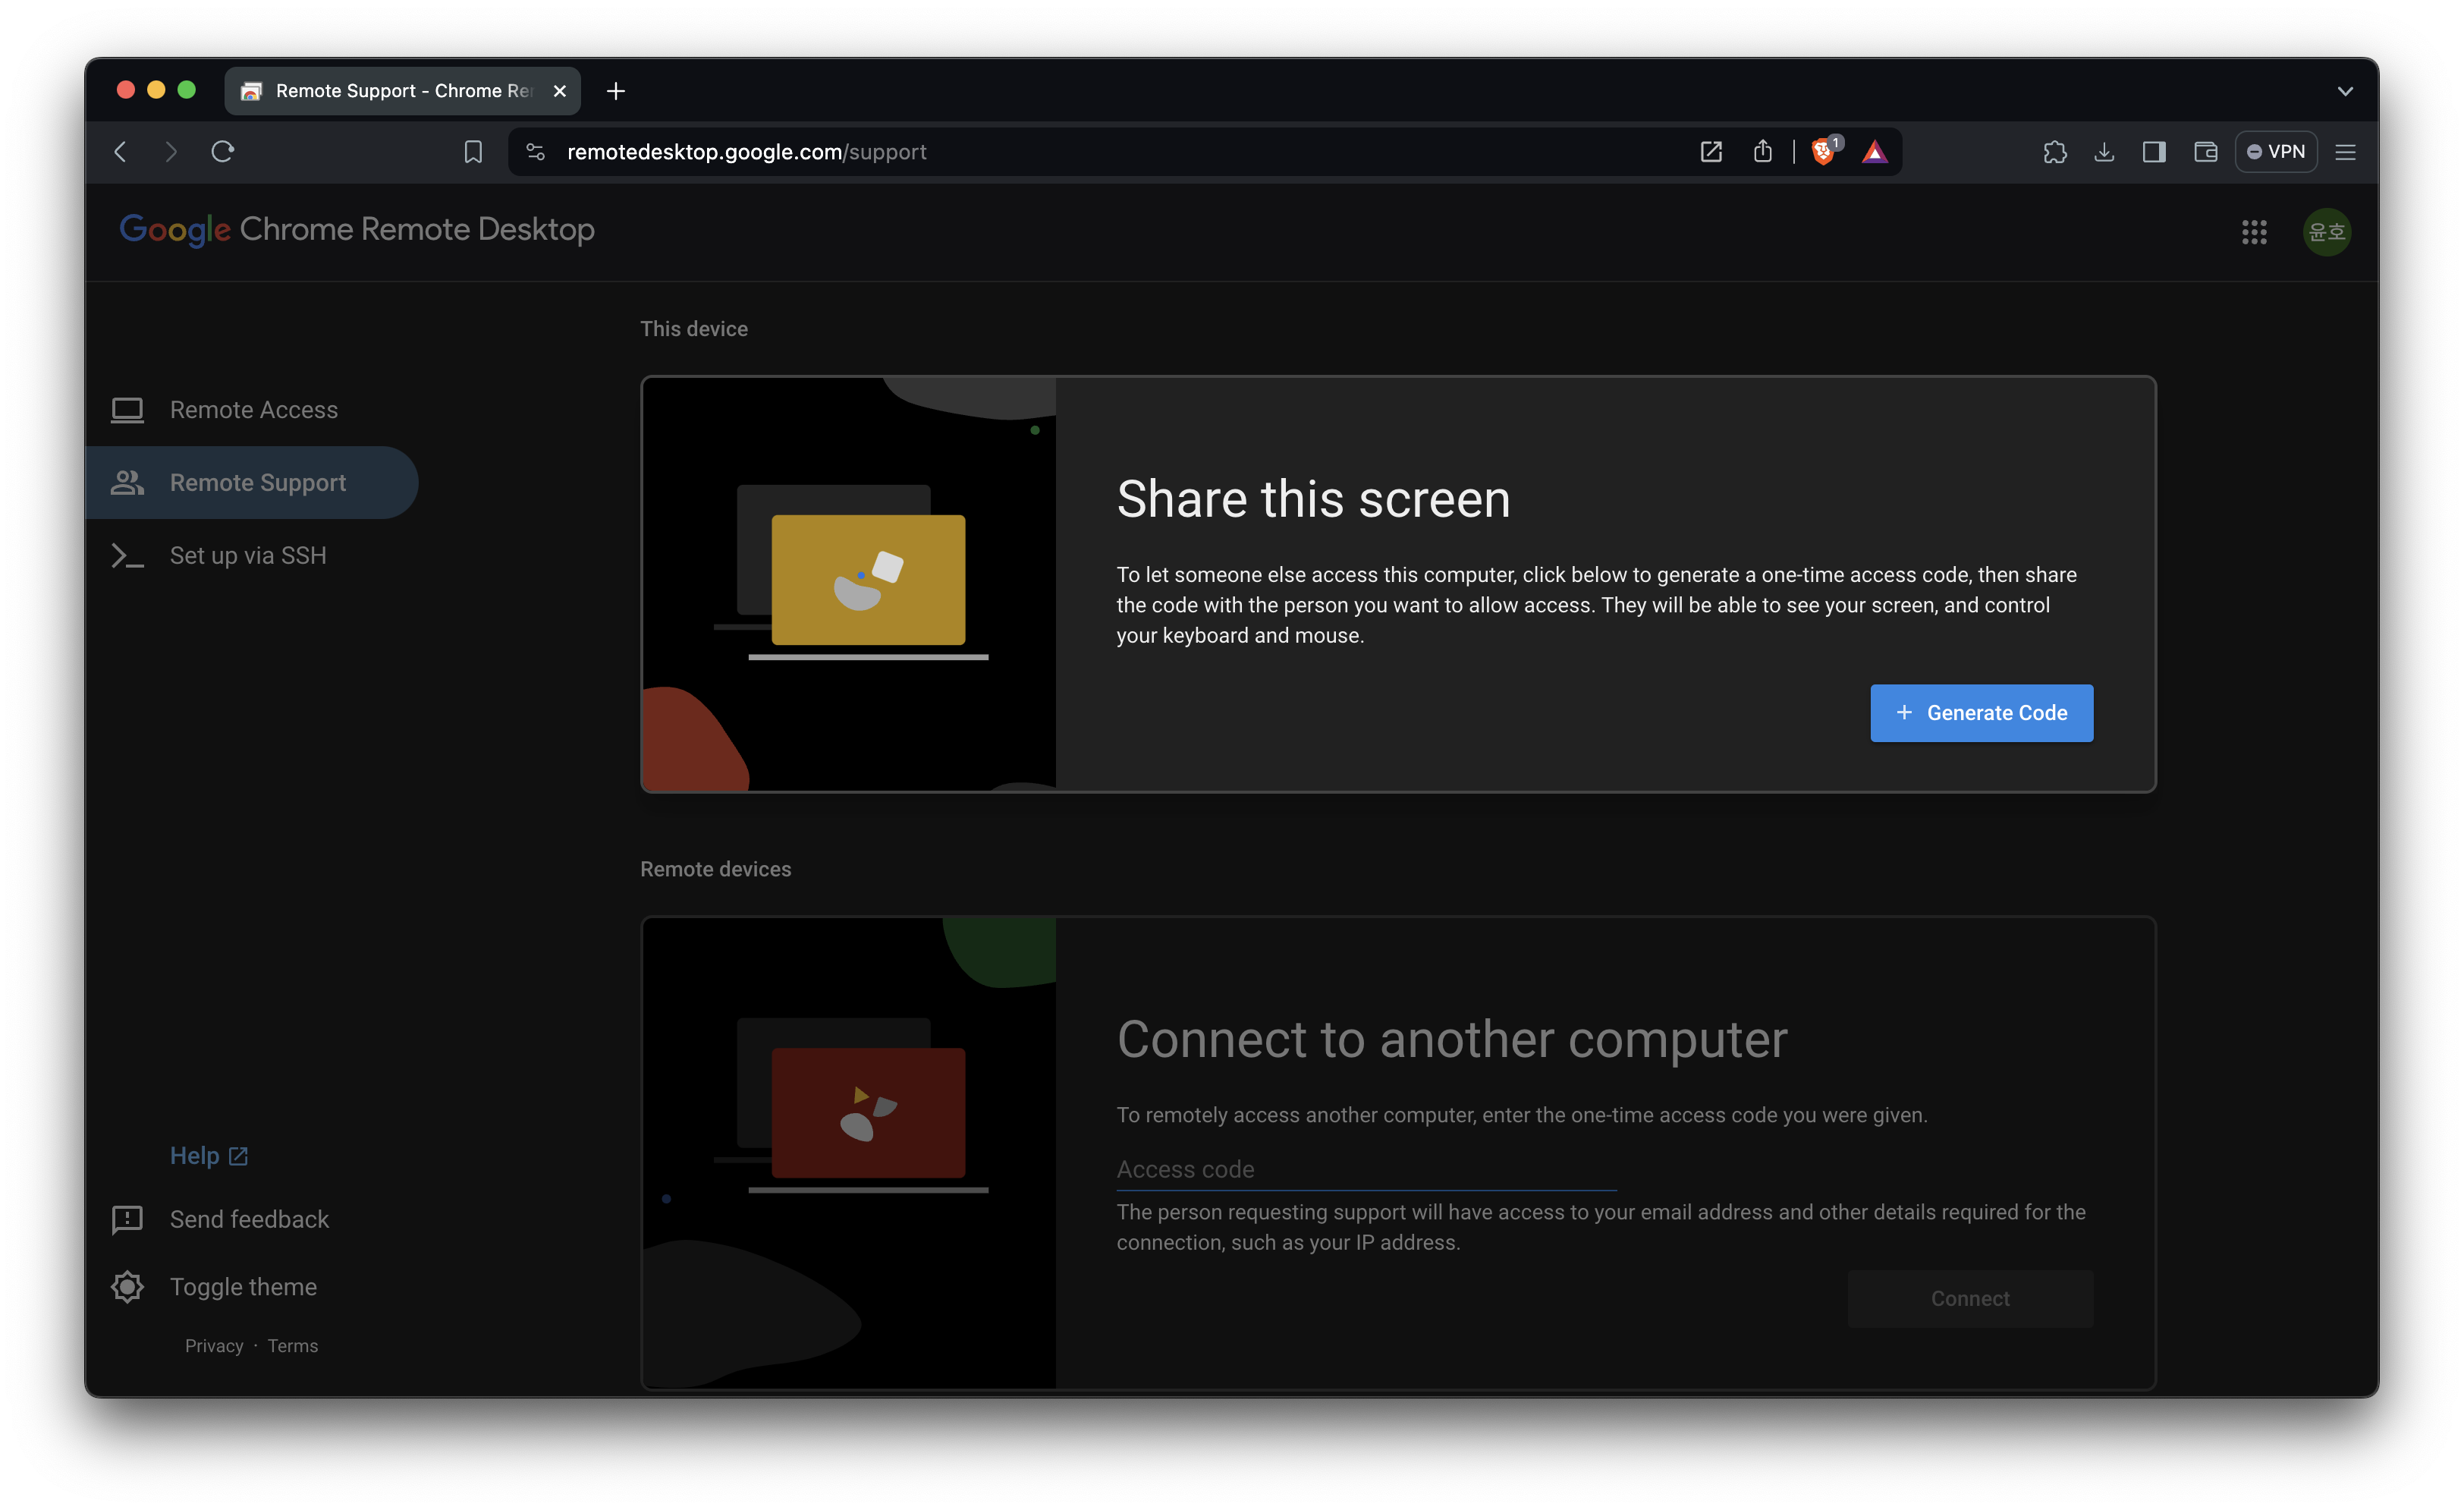 Remote Support - Chrome Re
remotedesktop.google.com/support
1
VPN
Google Chrome Remote Desktop
윤호
This device
Remote Access
Remote Support
Set up via SSH
Share this screen
To let someone else access this computer, click below to generate a one-time access code, then share
the code with the person you want to allow access. They will be able to see your screen, and control
your keyboard and mouse.
+ Generate Code
Remote devices
Connect to another computer
To remotely access another computer, enter the one-time access code you were given.
Access code
The person requesting support will have access to your email address and other details required for the
connection, such as your IP address.
Connect
Help
Send feedback
Toggle theme
Privacy · Terms